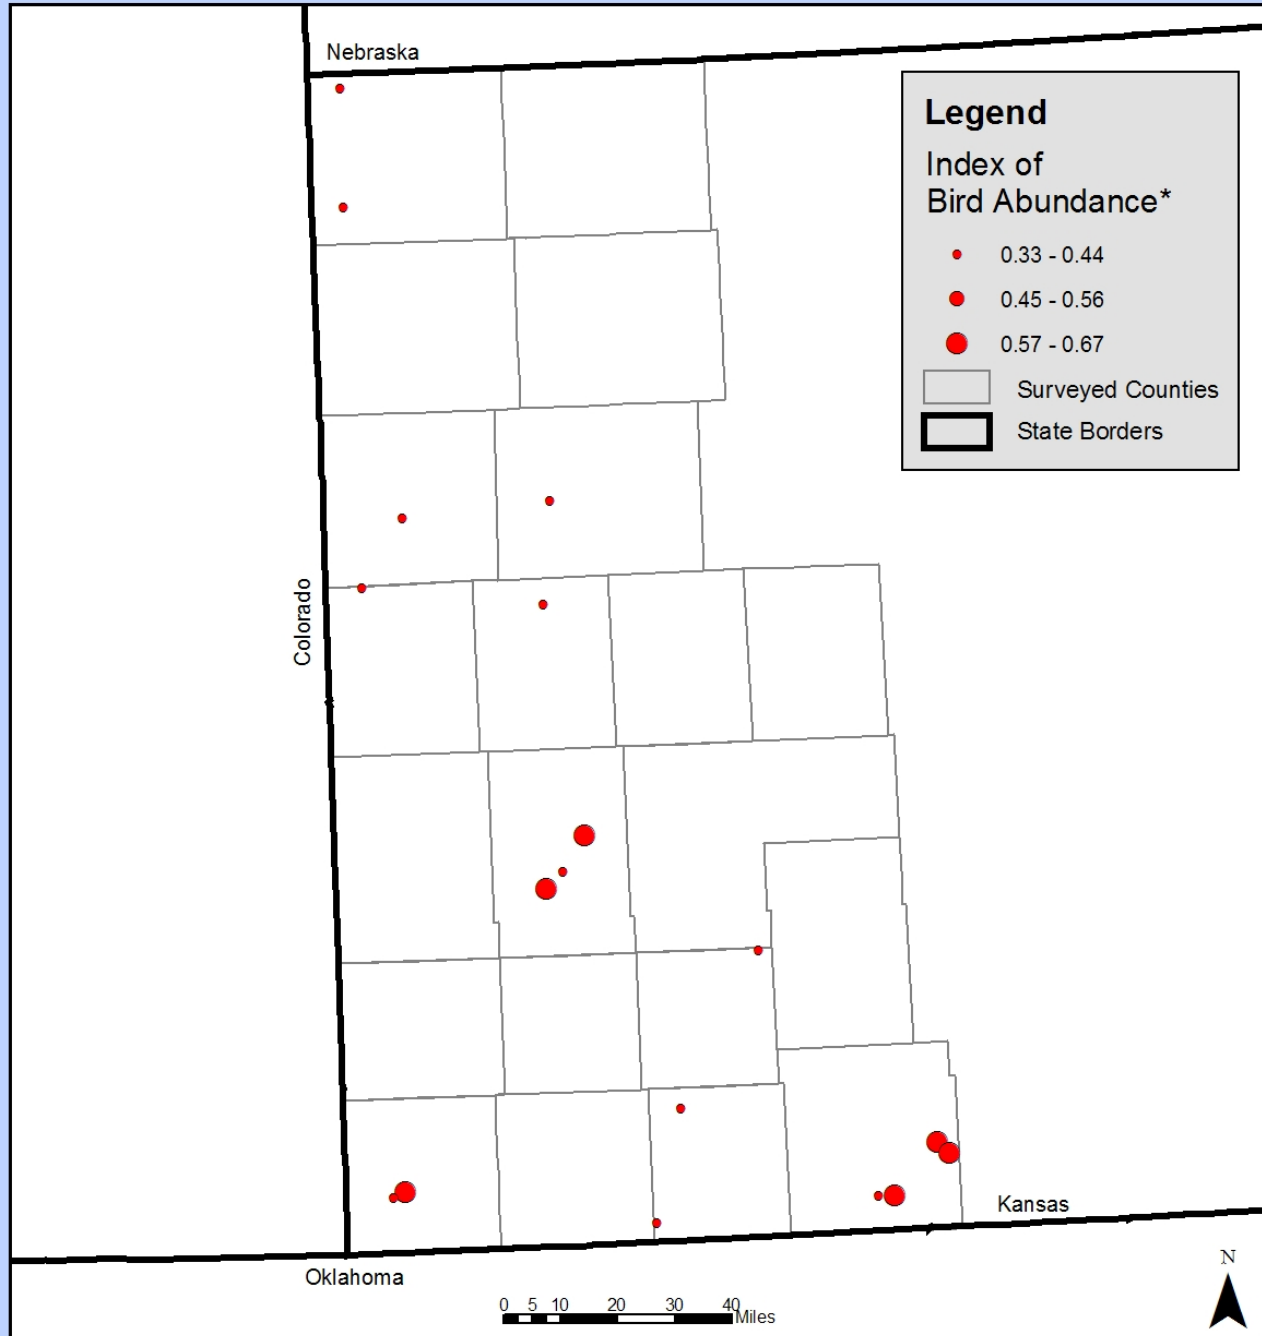 Nebraska
Legend
Index of
Bird Abundance*
0.33 - 0.44
0.45 - 0.56
0.57 - 0.67
Surveyed Counties
State Borders
Colorado
Kansas
Oklahoma
N
0 5 10 20 30 40
Miles